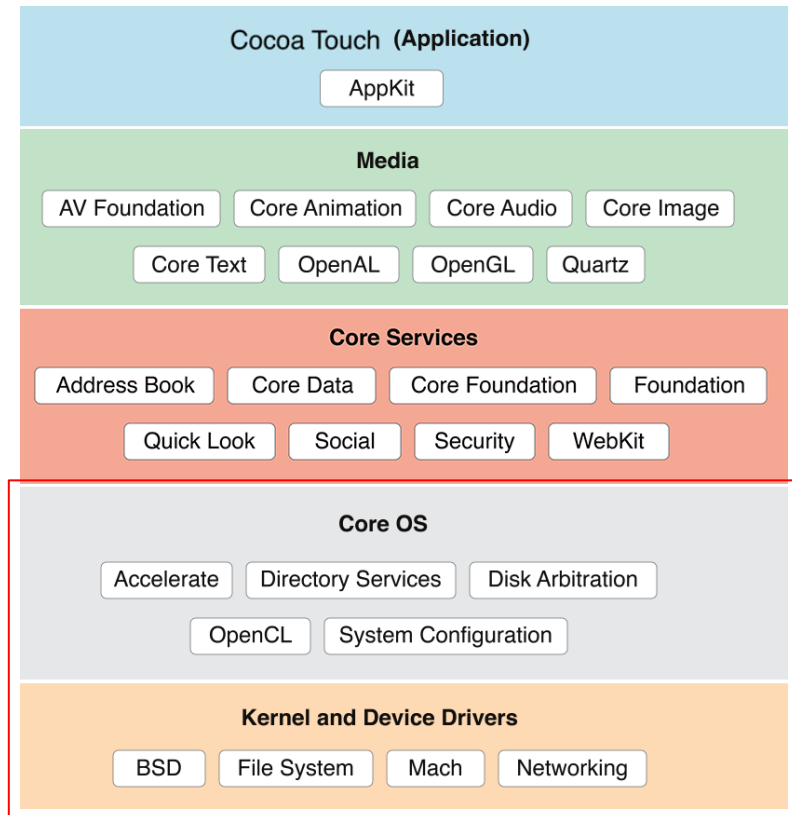 Cocoa Touch (Application)
AppKit
Media
AV Foundation Core Animation Core Audio Core Image
Core Text OpenAL OpenGL Quartz
Core Services
Address Book Core Data Core Foundation Foundation
Quick Look Social Security WebKit
Core OS
Accelerate Directory Services Disk Arbitration
OpenCL System Configuration
Kernel and Device Drivers
BSD File System Mach Networking